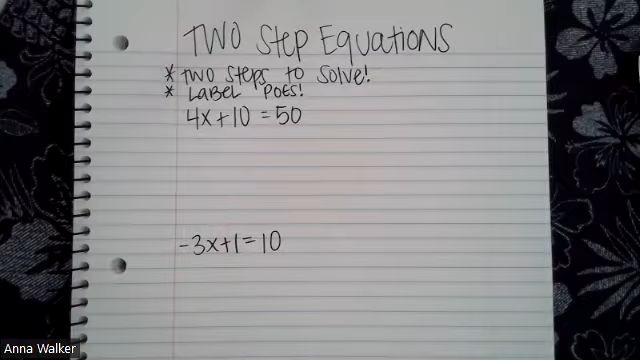 TWO Step EquATIONS
* TWO STEPS TO SOLVE!
* LABEL POES!
4x+10=50
-3x+1=10
Anna Walker